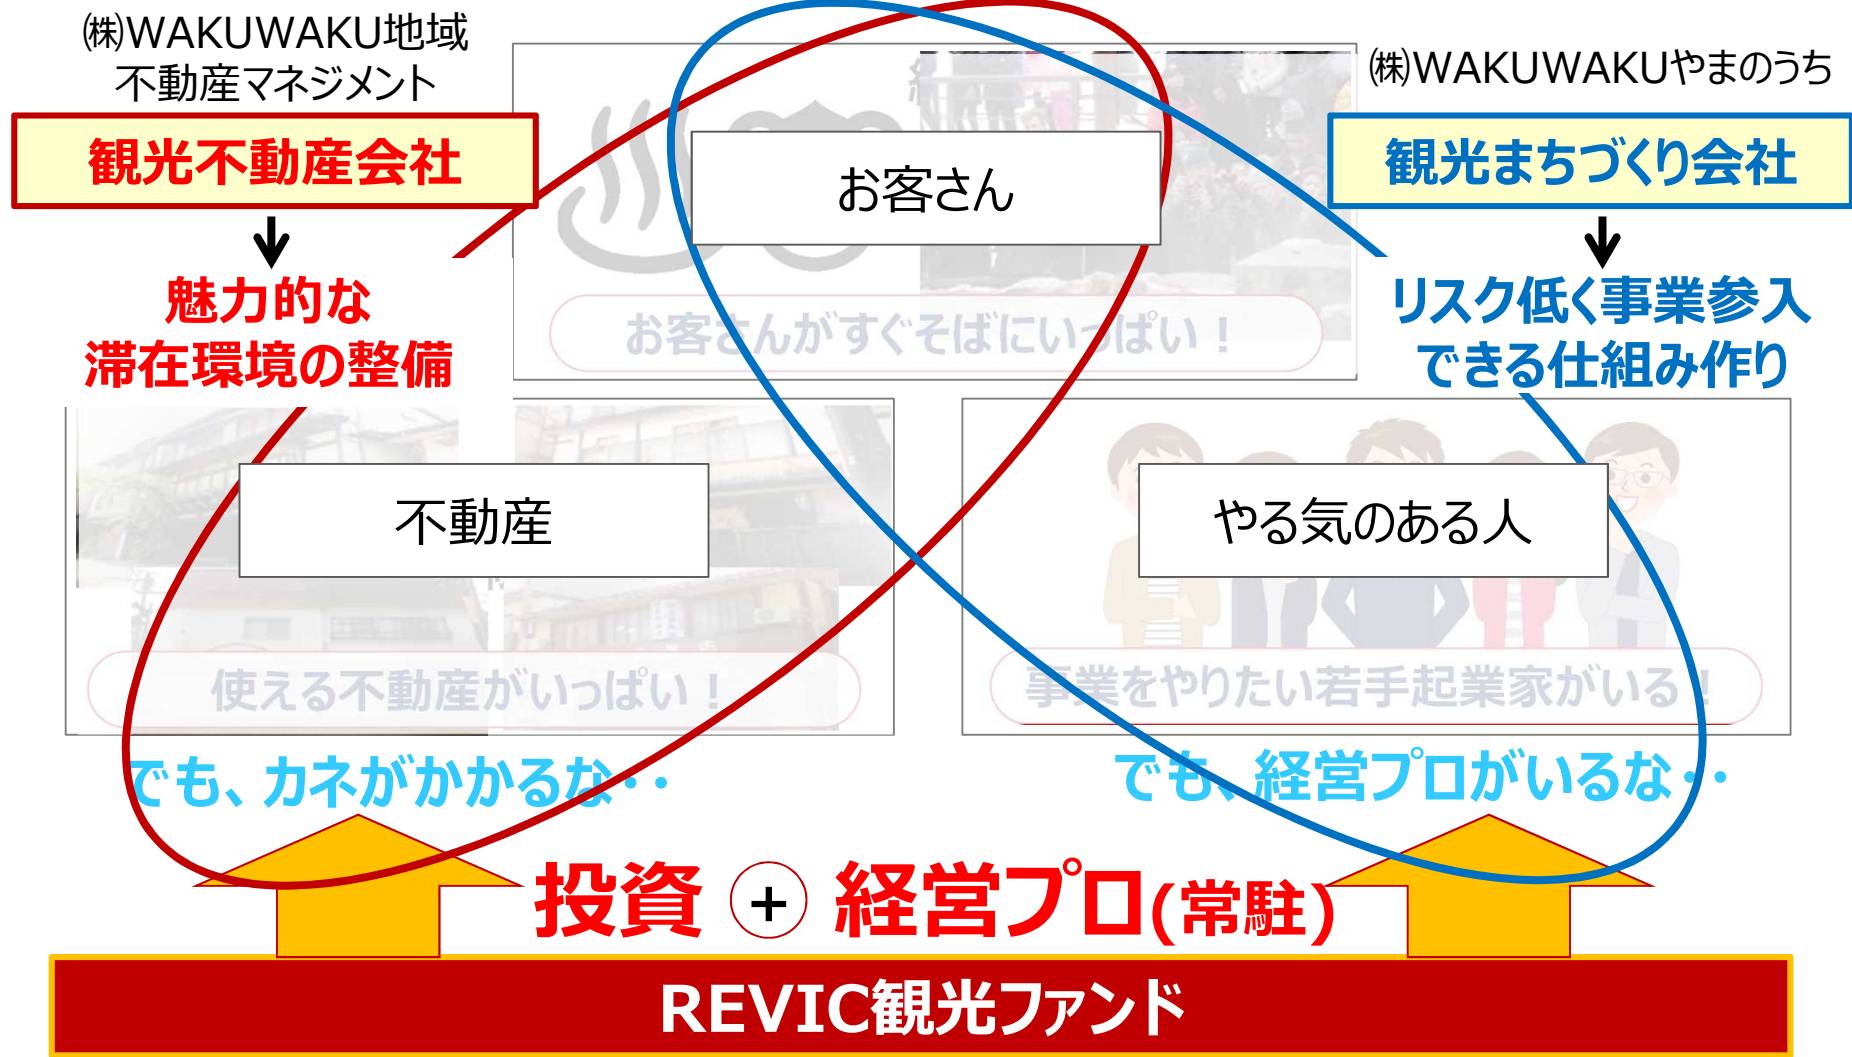 ㈱WAKUWAKU地域
不動産マネジメント
観光不動産会社
魅力的な
滞在環境の整備
㈱WAKUWAKUやまのうち
観光まちづくり会社
リスク低く事業参入
できる仕組み作り
お客さん
お客さんがすぐそばにいっぱい！
不動産
使える不動産がいっぱい！
やる気のある人
事業をやりたい若手起業家がいる！
でも、カネがかかるな・・
でも、経営プロがいるな・・
投資 + 経営プロ(常駐)
REVIC観光ファンド